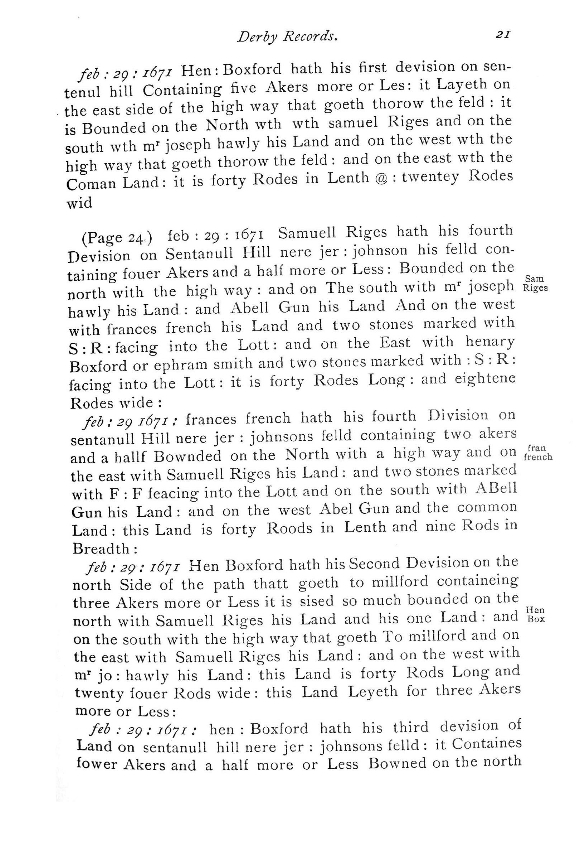 Derby Records. 21
feb : 29 : 1671 Hen : Boxford hath his first devision on sen-
tenul hill Containing five Akers more or Les : it Layeth on
the east side of the high way that goeth thorow the feld : it
is Bounded on the North wth wth samuel Riges and on the
south wth mr joseph hawly his Land and on the west wth the
high way that goeth thorow the feld : and on the east wth the
Coman Land : it is forty Rodes in Lenth @ : twentey Rodes
wid
(Page 24) feb : 29 : 1671 Samuell Riges hath his fourth
Devision on Sentanull Hill nere jer : johnson his felld con-
taining fouer Akers and a half more or Less : Bounded on the
north with the high way : and on The south with mr joseph
Sam
Riges
hawly his Land : and Abell Gun his Land And on the west
with frances french his Land and two stones marked with
S : R : facing into the Lott : and on the East with henary
Boxford or ephram smith and two stones marked with : S : R :
facing into the Lott : it is forty Rodes Long : and eightene
Rodes wide :
feb : 29 1671 : frances french hath his fourth Division on
sentanull Hill nere jer : johnsons felld containing two akers
and a hallf Bownded on the North with a high way and on
fran
french
the east with Samuell Riges his Land : and two stones marked
with F : F feacing into the Lott and on the south with ABell
Gun his Land : and on the west Abel Gun and the common
Land : this Land is forty Roods in Lenth and nine Rods in
Breadth :
feb : 29 : 1671 Hen Boxford hath his Second Devision on the
north Side of the path thatt goeth to millford containeing
three Akers more or Less it is sised so much bounded on the
north with Samuell Riges his Land and his one Land : and
Hen
Box
on the south with the high way that goeth To millford and on
the east with Samuell Riges his Land : and on the west with
mr jo : hawly his Land : this Land is forty Rods Long and
twenty fouer Rods wide : this Land Leyeth for three Akers
more or Less :
feb : 29 : 1671 : hen : Boxford hath his third devision of
Land on sentanull hill nere jer : johnsons felld : it Containes
fower Akers and a half more or Less Bowned on the north